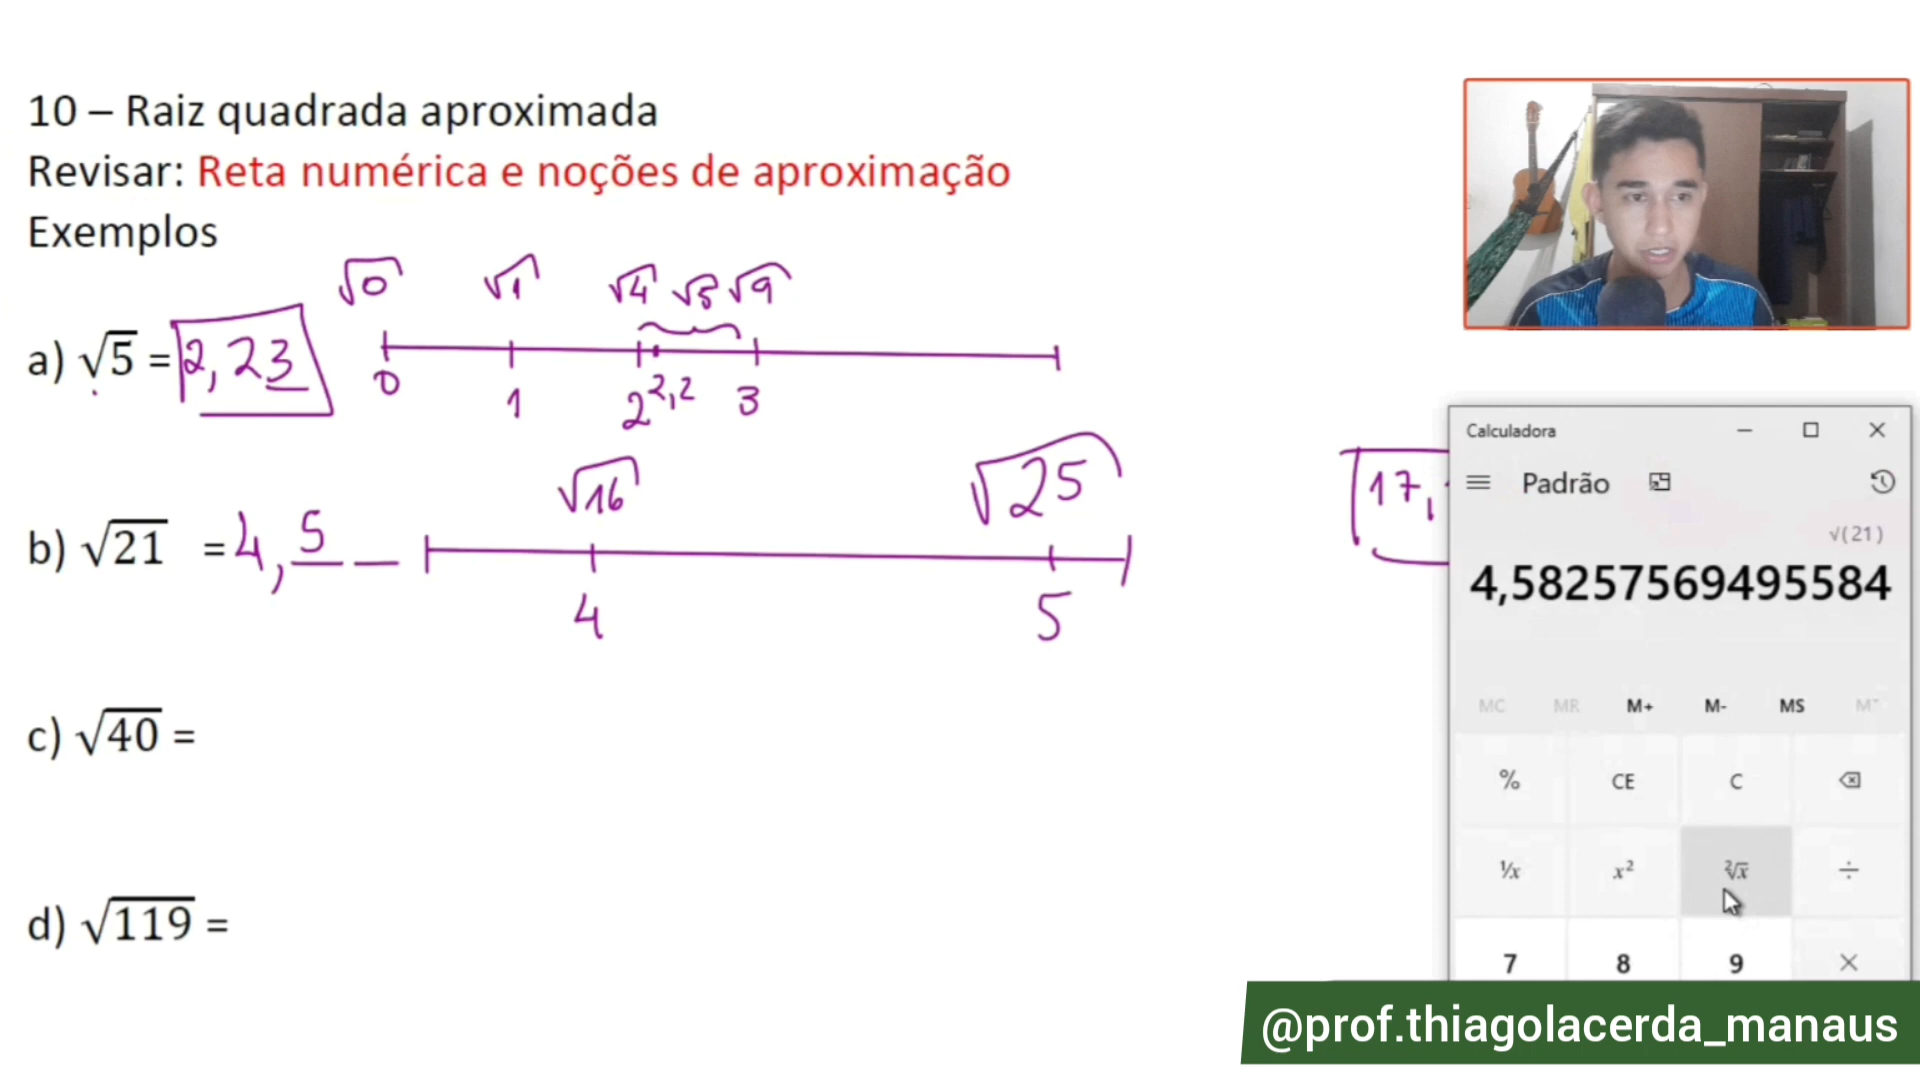 10 – Raiz quadrada aproximada
Revisar: Reta numérica e noções de aproximação
Exemplos
√0 √1 √4 √5 √9
a) √5 = 2,23
0 1 2 2,2 3
√16 √25
b) √21 = 4,5_
4 5
17,
c) √40 =
d) √119 =
Calculadora
Padrão
√(21)
4,58257569495584
MC MR M+ M- MS M
% CE C
¹/x x² ²√x ÷
7 8 9 ×
@prof.thiagolacerda_manaus